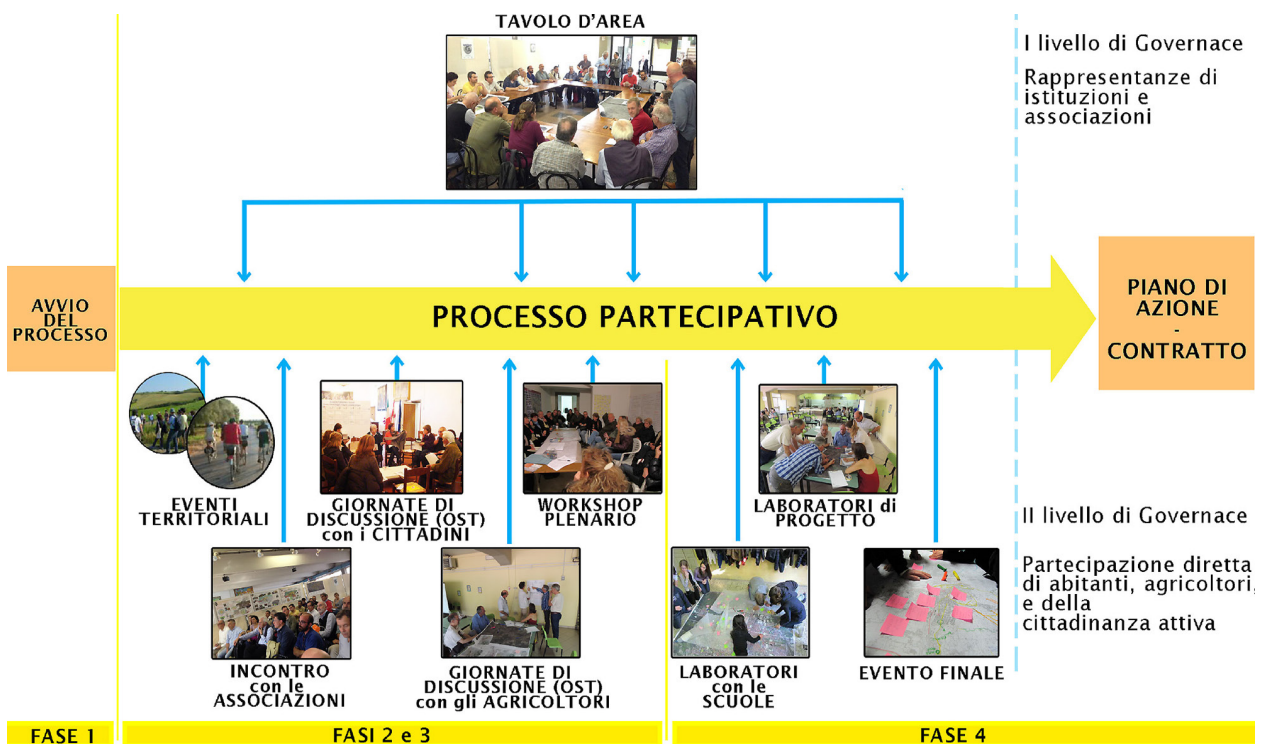 TAVOLO D'AREA
I livello di Governace
Rappresentanze di
istituzioni e
associazioni
AVVIO
DEL
PROCESSO
PROCESSO PARTECIPATIVO
PIANO DI
AZIONE
-
CONTRATTO
EVENTI
TERRITORIALI
GIORNATE DI
DISCUSSIONE (OST)
con i CITTADINI
WORKSHOP
PLENARIO
LABORATORI di
PROGETTO
II livello di Governace
Partecipazione diretta
di abitanti, agricoltori,
e della
cittadinanza attiva
INCONTRO
con le
ASSOCIAZIONI
GIORNATE DI
DISCUSSIONE (OST)
con gli AGRICOLTORI
LABORATORI
con le
SCUOLE
EVENTO FINALE
FASE 1
FASI 2 e 3
FASE 4